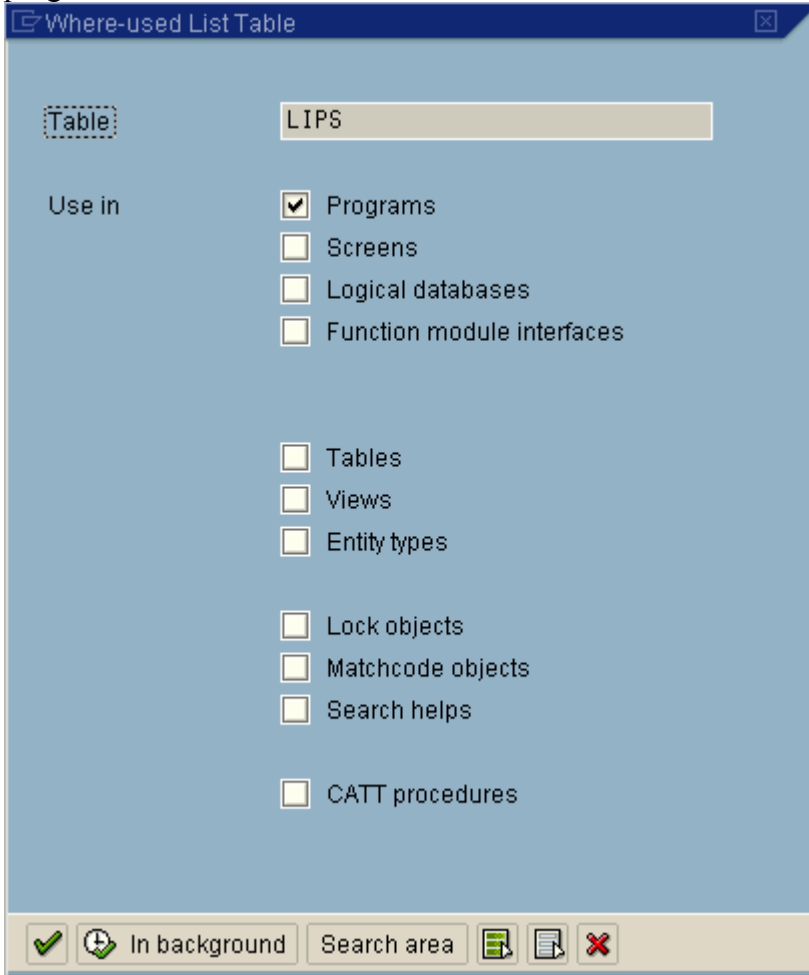 Where-used List Table
Table LIPS
Use in Programs
Screens
Logical databases
Function module interfaces
Tables
Views
Entity types
Lock objects
Matchcode objects
Search helps
CATT procedures
In background Search area